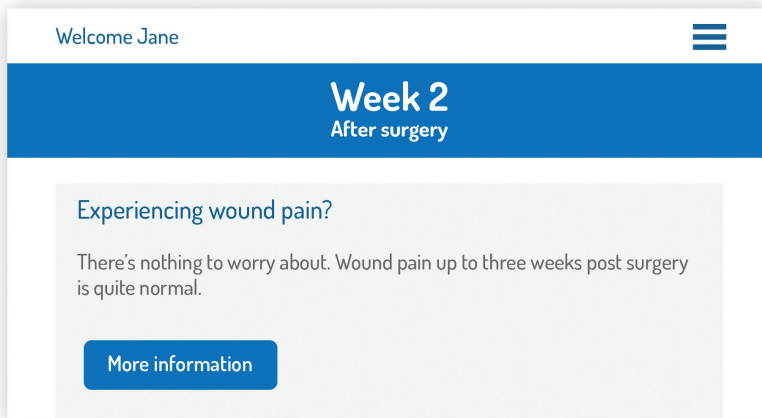 Welcome Jane
Week 2
After surgery
Experiencing wound pain?
There's nothing to worry about. Wound pain up to three weeks post surgery
is quite normal.
More information